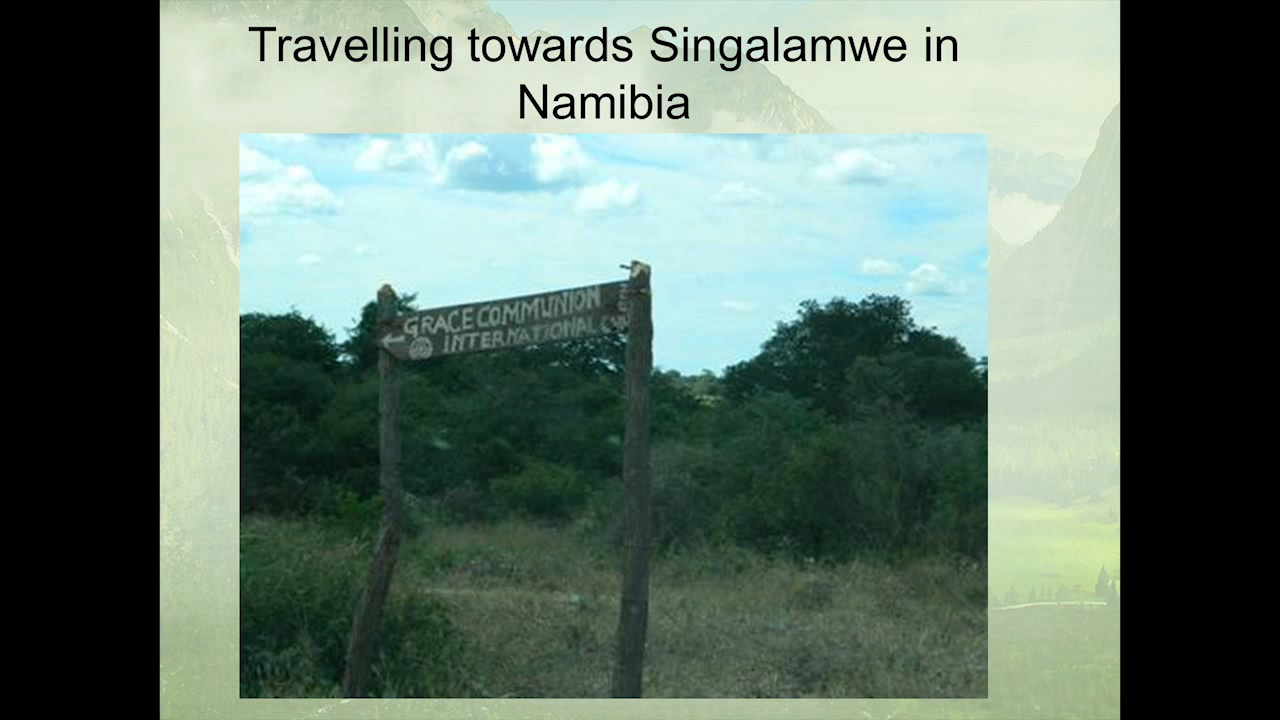 Travelling towards Singalamwe in
Namibia
GRACE COMMUNION
INTERNATIONAL